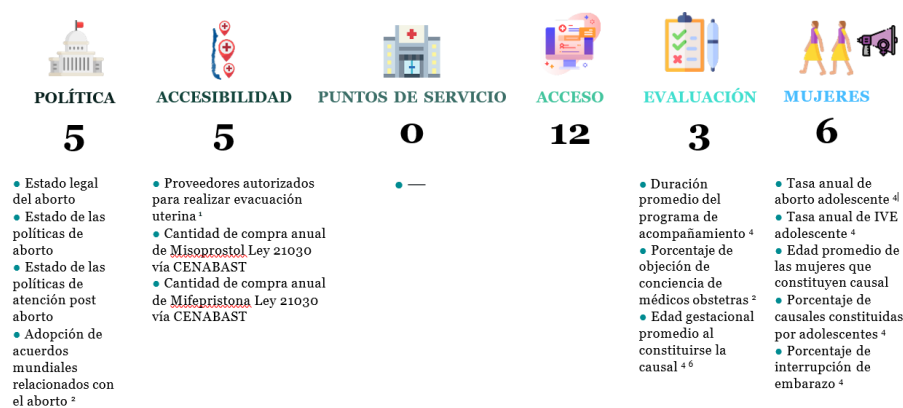 POLÍTICA
5
● Estado legal
del aborto
● Estado de las
políticas de
aborto
● Estado de las
políticas de
atención post
aborto
● Adopción de
acuerdos
mundiales
relacionados con
el aborto ²
ACCESIBILIDAD
5
● Proveedores autorizados
para realizar evacuación
uterina ¹
● Cantidad de compra anual
de Misoprostol Ley 21030
vía CENABAST
● Cantidad de compra anual
de Mifepristona Ley 21030
vía CENABAST
PUNTOS DE SERVICIO
0
● —
ACCESO
12
EVALUACIÓN
3
● Duración
promedio del
programa de
acompañamiento ⁴
● Porcentaje de
objeción de
conciencia de
médicos obstetras ²
● Edad gestacional
promedio al
constituirse la
causal ⁴ ⁶
MUJERES
6
● Tasa anual de
aborto adolescente ⁴
● Tasa anual de IVE
adolescente ⁴
● Edad promedio de
las mujeres que
constituyen causal
● Porcentaje de
causales constituidas
por adolescentes ⁴
● Porcentaje de
interrupción de
embarazo ⁴